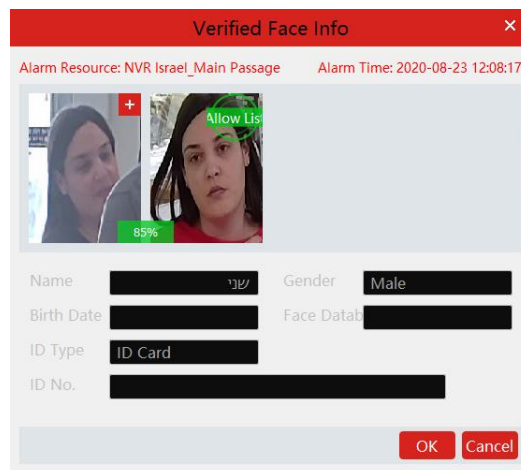 Verified Face Info ×
Alarm Resource: NVR Israel_Main Passage Alarm Time: 2020-08-23 12:08:17
+
Allow Lis
85%
Name שני Gender Male
Birth Date Face Datab
ID Type ID Card
ID No.
OK Cancel